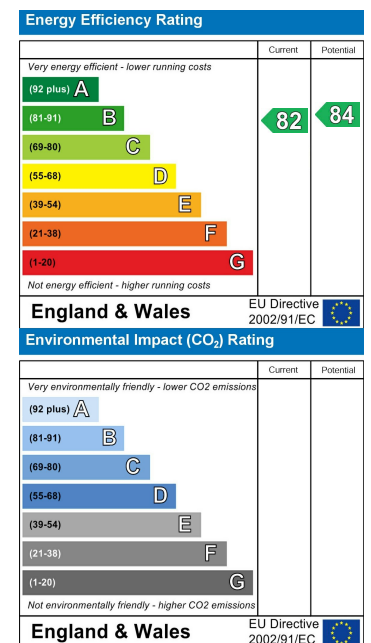 Energy Efficiency Rating
Current Potential
Very energy efficient - lower running costs
(92 plus) A
(81-91) B
82 84
(69-80) C
(55-68) D
(39-54) E
(21-38) F
(1-20) G
Not energy efficient - higher running costs
England & Wales
EU Directive
2002/91/EC
Environmental Impact (CO₂) Rating
Current Potential
Very environmentally friendly - lower CO2 emissions
(92 plus) A
(81-91) B
(69-80) C
(55-68) D
(39-54) E
(21-38) F
(1-20) G
Not environmentally friendly - higher CO2 emissions
England & Wales
EU Directive
2002/91/EC